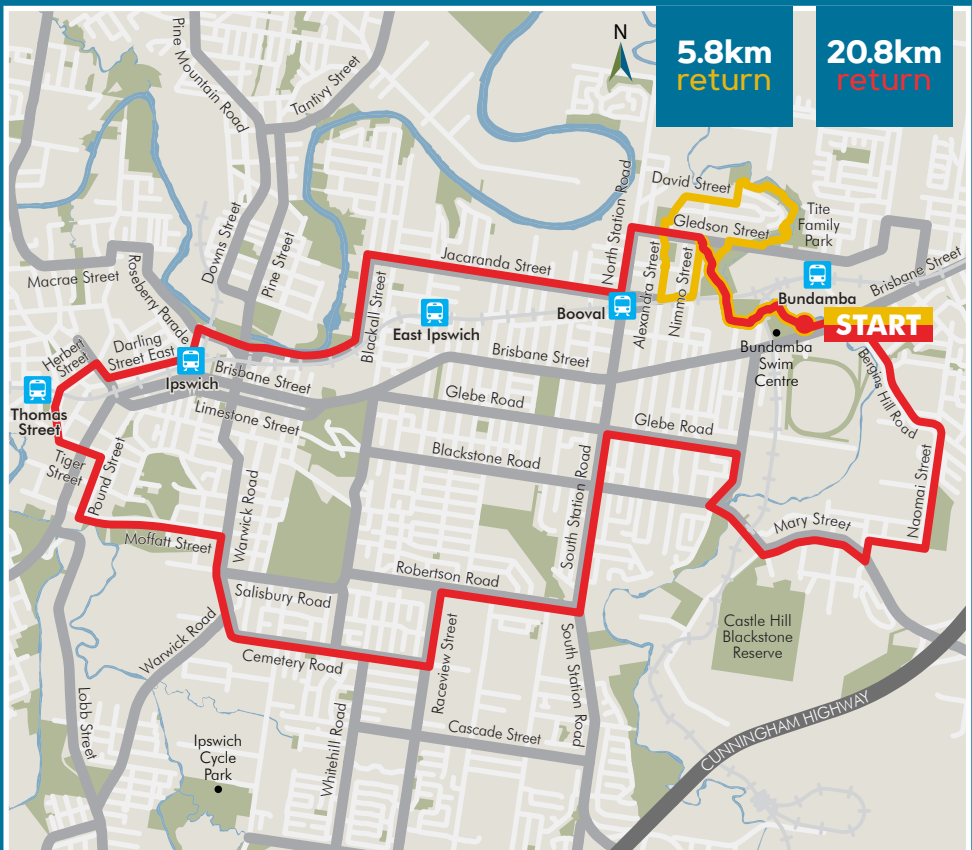 N
5.8km
return
20.8km
return
Pine Mountain Road
Tantivy Street
David Street
Gledson Street
Tite
Family
Park
North Station Road
Alexandra Street
Nimmo Street
Downs Street
Pine Street
Macrae Street
Roseberry Parade
Jacaranda Street
Blackall Street
East Ipswich
Booval
Bundamba
Brisbane Street
START
Bundamba
Swim
Centre
Bergins Hill Road
Herbert
Street
Darling
Street East
Ipswich
Brisbane Street
Brisbane Street
Thomas
Street
Limestone Street
Glebe Road
Glebe Road
Blackstone Road
Tiger
Street
Pound Street
Warwick Road
South Station Road
Naomai Street
Mary Street
Moffatt Street
Robertson Road
Salisbury Road
Warwick Road
Cemetery Road
Raceview Street
South Station Road
Castle Hill
Blackstone
Reserve
Lobb Street
Whitehill Road
Cascade Street
CUNNINGHAM HIGHWAY
Ipswich
Cycle
Park